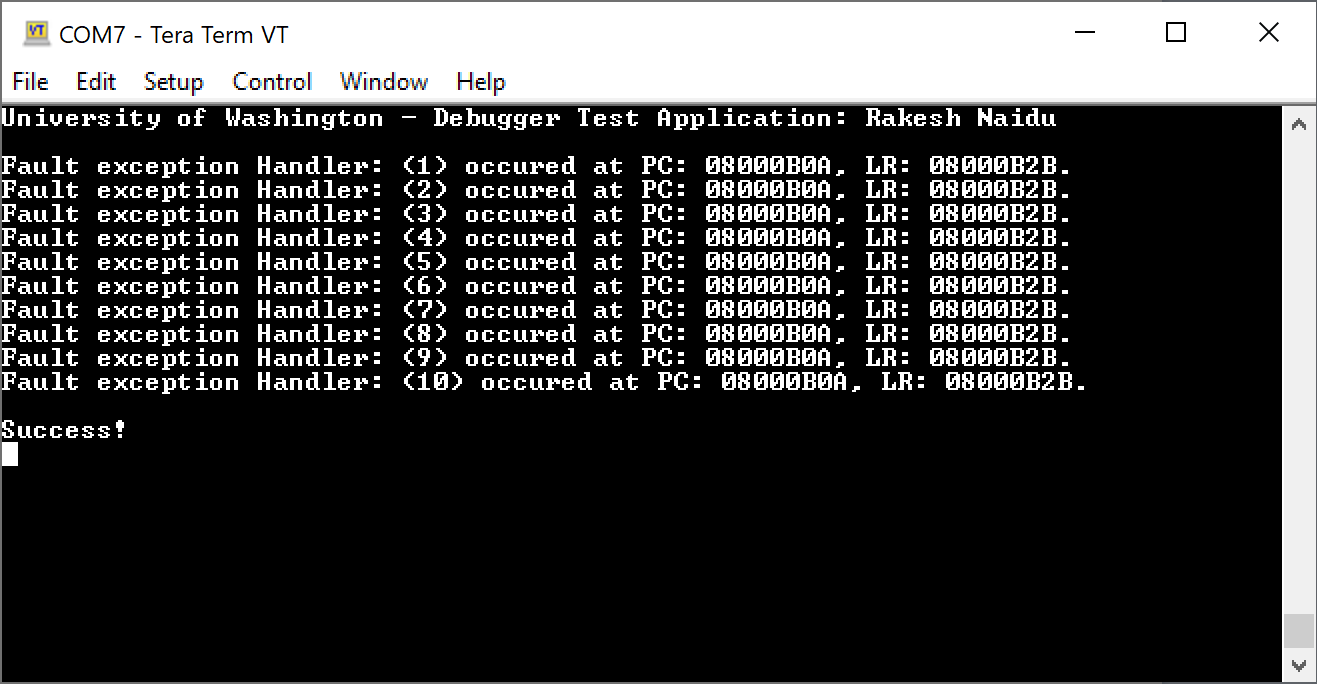 VT
COM7 - Tera Term VT
File Edit Setup Control Window Help
University of Washington - Debugger Test Application: Rakesh Naidu
Fault exception Handler: (1) occured at PC: 08000B0A, LR: 08000B2B.
Fault exception Handler: (2) occured at PC: 08000B0A, LR: 08000B2B.
Fault exception Handler: (3) occured at PC: 08000B0A, LR: 08000B2B.
Fault exception Handler: (4) occured at PC: 08000B0A, LR: 08000B2B.
Fault exception Handler: (5) occured at PC: 08000B0A, LR: 08000B2B.
Fault exception Handler: (6) occured at PC: 08000B0A, LR: 08000B2B.
Fault exception Handler: (7) occured at PC: 08000B0A, LR: 08000B2B.
Fault exception Handler: (8) occured at PC: 08000B0A, LR: 08000B2B.
Fault exception Handler: (9) occured at PC: 08000B0A, LR: 08000B2B.
Fault exception Handler: (10) occured at PC: 08000B0A, LR: 08000B2B.
Success!